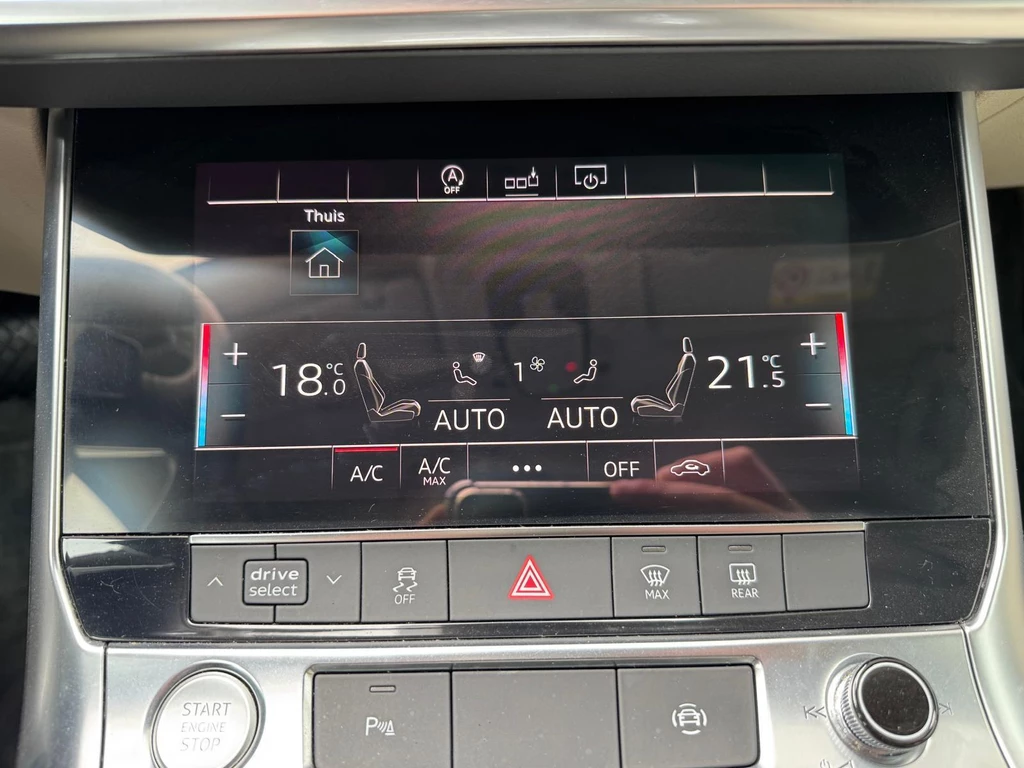 A
OFF
Thuis
+ 18.0 °C 1 21.5 °C +
AUTO AUTO
A/C A/C MAX ••• OFF
drive select
OFF
MAX
REAR
START
ENGINE
STOP
P